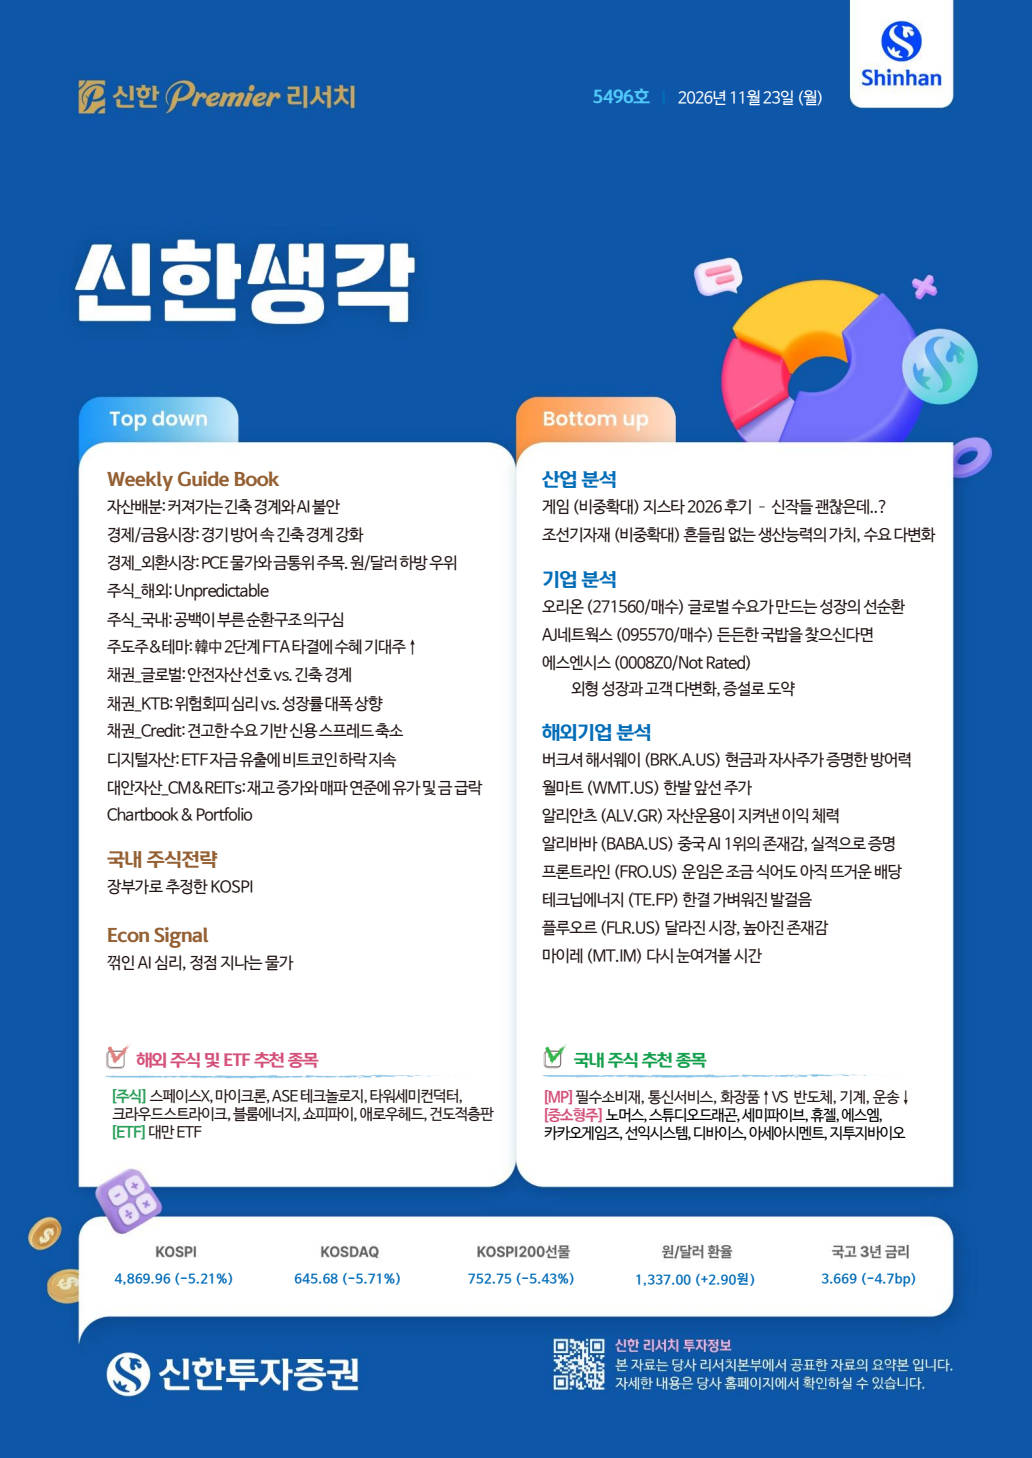 신한 Premier 리서치
5496호 | 2026년 11월 23일 (월)
Shinhan
신한생각
Top down
Weekly Guide Book
자산배분: 커져가는 긴축 경계와 AI 불안
경제/금융시장: 경기 방어 속 긴축 경계 강화
경제_외환시장: PCE 물가와 금통위 주목. 원/달러 하방 우위
주식_해외: Unpredictable
주식_국내: 공백이 부른 순환구조 의구심
주도주&테마: 韓中 2단계 FTA 타결에 수혜 기대주↑
채권_글로벌: 안전자산 선호 vs. 긴축 경계
채권_KTB: 위험회피 심리 vs. 성장률 대폭 상향
채권_Credit: 견고한 수요 기반 신용 스프레드 축소
디지털자산: ETF 자금 유출에 비트코인 하락 지속
대안자산_CM&REITs: 재고 증가와 매파 연준에 유가 및 금 급락
Chartbook & Portfolio
국내 주식전략
장부가로 추정한 KOSPI
Econ Signal
꺾인 AI 심리, 정점 지나는 물가
해외 주식 및 ETF 추천 종목
[주식] 스페이스X, 마이크론, ASE 테크놀로지, 타워세미컨덕터,
크라우드스트라이크, 블룸에너지, 쇼피파이, 애로우헤드, 건도적층판
[ETF] 대만 ETF
Bottom up
산업 분석
게임 (비중확대) 지스타 2026 후기 – 신작들 괜찮은데..?
조선기자재 (비중확대) 흔들림 없는 생산능력의 가치, 수요 다변화
기업 분석
오리온 (271560/매수) 글로벌 수요가 만드는 성장의 선순환
AJ네트웍스 (095570/매수) 든든한 국밥을 찾으신다면
에스엔시스 (0008Z0/Not Rated)
외형 성장과 고객 다변화, 증설로 도약
해외기업 분석
버크셔 해서웨이 (BRK.A.US) 현금과 자사주가 증명한 방어력
월마트 (WMT.US) 한발 앞선 주가
알리안츠 (ALV.GR) 자산운용이 지켜낸 이익 체력
알리바바 (BABA.US) 중국 AI 1위의 존재감, 실적으로 증명
프론트라인 (FRO.US) 운임은 조금 식어도 아직 뜨거운 배당
테크닙에너지 (TE.FP) 한결 가벼워진 발걸음
플루오르 (FLR.US) 달라진 시장, 높아진 존재감
마이레 (MT.IM) 다시 눈여겨볼 시간
국내 주식 추천 종목
[MP] 필수소비재, 통신서비스, 화장품↑VS 반도체, 기계, 운송↓
[중소형주] 노머스, 스튜디오드래곤, 세미파이브, 휴젤, 에스엠,
카카오게임즈, 선익시스템, 디바이스, 아세아시멘트, 지투지바이오
KOSPI
4,869.96 (-5.21%)
KOSDAQ
645.68 (-5.71%)
KOSPI200선물
752.75 (-5.43%)
원/달러 환율
1,337.00 (+2.90원)
국고 3년 금리
3.669 (-4.7bp)
신한투자증권
신한 리서치 투자정보
본 자료는 당사 리서치본부에서 공표한 자료의 요약본 입니다.
자세한 내용은 당사 홈페이지에서 확인하실 수 있습니다.